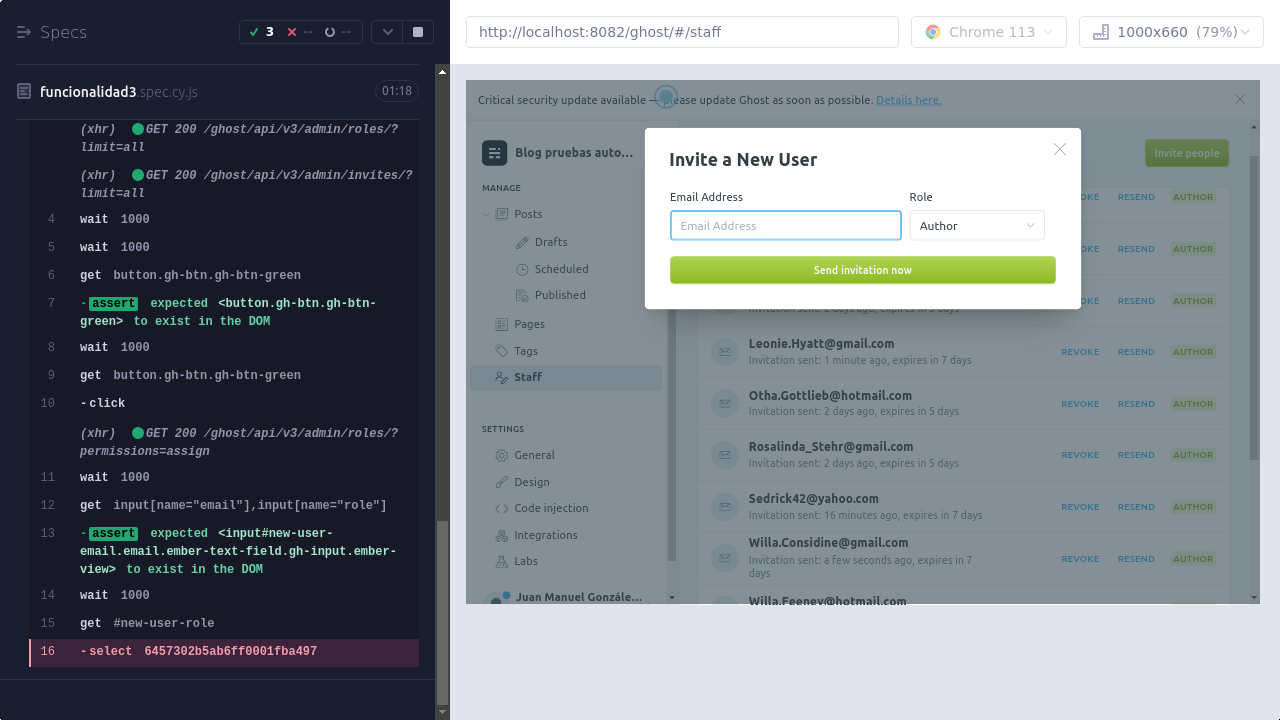 Specs
3 -- --
funcionalidad3.spec.cy.js
01:18
(xhr) GET 200 /ghost/api/v3/admin/roles/?
limit=all
(xhr) GET 200 /ghost/api/v3/admin/invites/?
limit=all
4 wait 1000
5 wait 1000
6 get button.gh-btn.gh-btn-green
7 -assert expected <button.gh-btn.gh-btn-
green> to exist in the DOM
8 wait 1000
9 get button.gh-btn.gh-btn-green
10 -click
(xhr) GET 200 /ghost/api/v3/admin/roles/?
permissions=assign
11 wait 1000
12 get input[name="email"],input[name="role"]
13 -assert expected <input#new-user-
email.email.ember-text-field.gh-input.ember-
view> to exist in the DOM
14 wait 1000
15 get #new-user-role
16 -select 6457302b5ab6ff0001fba497
http://localhost:8082/ghost/#/staff
Chrome 113
1000x660 (79%)
Critical security update available — please update Ghost as soon as possible. Details here.
Blog pruebas auto...
MANAGE
Posts
Drafts
Scheduled
Published
Pages
Tags
Staff
SETTINGS
General
Design
Code injection
Integrations
Labs
Juan Manuel Gonzále...
Invite people
Invite a New User
Email Address
Role
Email Address
Author
Send invitation now
REVOKE RESEND AUTHOR
REVOKE RESEND AUTHOR
REVOKE RESEND AUTHOR
Invitation sent: 2 days ago, expires in 5 days
Leonie.Hyatt@gmail.com
Invitation sent: 1 minute ago, expires in 7 days
REVOKE RESEND AUTHOR
Otha.Gottlieb@hotmail.com
Invitation sent: 2 days ago, expires in 5 days
REVOKE RESEND AUTHOR
Rosalinda_Stehr@gmail.com
Invitation sent: 2 days ago, expires in 5 days
REVOKE RESEND AUTHOR
Sedrick42@yahoo.com
Invitation sent: 16 minutes ago, expires in 7 days
REVOKE RESEND AUTHOR
Willa.Considine@gmail.com
Invitation sent: a few seconds ago, expires in 7
days
REVOKE RESEND AUTHOR
Willa.Feeney@hotmail.com